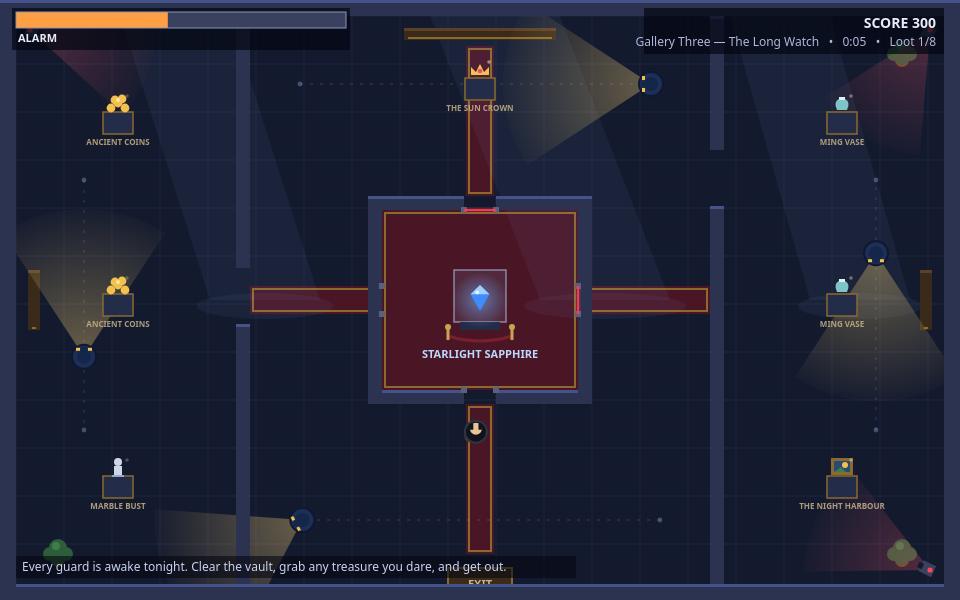 ALARM
SCORE 300
Gallery Three — The Long Watch • 0:05 • Loot 1/8
THE SUN CROWN
ANCIENT COINS
MING VASE
ANCIENT COINS
MING VASE
STARLIGHT SAPPHIRE
MARBLE BUST
THE NIGHT HARBOUR
Every guard is awake tonight. Clear the vault, grab any treasure you dare, and get out.
EXIT